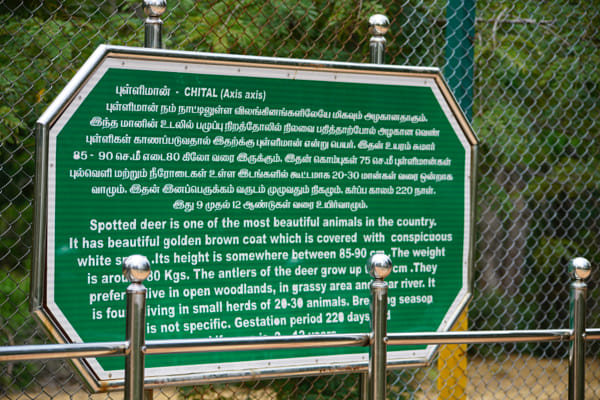 புள்ளிமான் - CHITAL (Axis axis)
புள்ளிமான் நம் நாட்டிலுள்ள விலங்கினங்களிலேயே மிகவும் அழகானதாகும்.
இந்த மானின் உடலில் பழுப்பு நிறத்தோலில் நிலவை பதித்தாற்போல் அழகான வெண்
புள்ளிகள் காணப்படுவதால் இதற்க்கு புள்ளிமான் என்று பெயர். இதன் உயரம் சுமார்
85 - 90 செ.மீ எடை80 கிலோ வரை இருக்கும். இதன் கொம்புகள் 75 செ.மீ புள்ளிமான்கள்
புல்வெளி மற்றும் நீரோடைகள் உள்ள இடங்களில் கூட்டமாக 20-30 மான்கள் வரை ஒன்றாக
வாழும். இதன் இனப்பெருக்கம் வருடம் முழுவதும் நிகழும். கர்ப்ப காலம் 220 நாள்.
இது 9 முதல் 12 ஆண்டுகள் வரை உயிர்வாழும்.
Spotted deer is one of the most beautiful animals in the country.
It has beautiful golden brown coat which is covered with conspicuous
white .Its height is somewhere between 85-90 cm .The weight
is 80 Kgs. The antlers of the deer grow up cm .They
prefer live in open woodlands, in grassy area and river. It
is living in small herds of 20-30 animals. season
is not specific. Gestation period 220 days